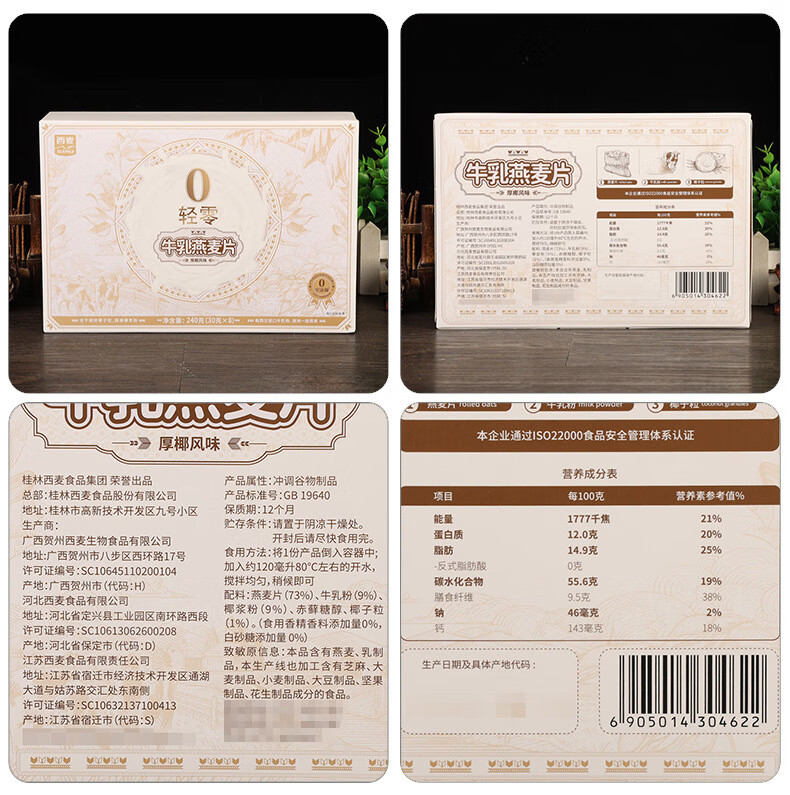 西麦
0
轻零
牛乳燕麦片
厚椰风味
0
净含量:240克(30克×8)
牛乳燕麦片
厚椰风味
本企业通过ISO22000食品安全管理体系认证
营养成分表
6 905014 304622
牛乳燕麦片
厚椰风味
桂林西麦食品集团 荣誉出品
总部:桂林西麦食品股份有限公司
地址:桂林市高新技术开发区九号小区
生产商:
广西贺州西麦生物食品有限公司
地址:广西贺州市八步区西环路17号
许可证编号:SC10645110200104
产地:广西贺州市(代码:H)
河北西麦食品有限公司
地址:河北省定兴县工业园区南环路西段
许可证编号:SC10613062600208
产地:河北省保定市(代码:D)
江苏西麦食品有限责任公司
地址:江苏省宿迁市经济技术开发区通湖
大道与姑苏路交汇处东南侧
许可证编号:SC10632137100413
产地:江苏省宿迁市(代码:S)
产品属性:冲调谷物制品
产品标准号:GB 19640
保质期:12个月
贮存条件:请置于阴凉干燥处。
开封后请尽快食用完。
食用方法:将1份产品倒入容器中;
加入约120毫升80℃左右的开水,
搅拌均匀,稍候即可
配料:燕麦片(73%)、牛乳粉(9%)、
椰浆粉(9%)、赤藓糖醇、椰子粒
(1%)。(食用香精香料添加量0%,
白砂糖添加量0%)
致敏原信息:本品含有燕麦、乳制
品,本生产线也加工含有芝麻、大
麦制品、小麦制品、大豆制品、坚果
制品、花生制品成分的食品。
1 燕麦片 rolled oats 2 牛乳粉 milk powder 3 椰子粒 coconut granules
本企业通过ISO22000食品安全管理体系认证
营养成分表
项目 每100克 营养素参考值%
能量 1777千焦 21%
蛋白质 12.0克 20%
脂肪 14.9克 25%
-反式脂肪酸 0克
碳水化合物 55.6克 19%
膳食纤维 9.5克 38%
钠 46毫克 2%
钙 143毫克 18%
生产日期及具体产地代码:
6 905014 304622